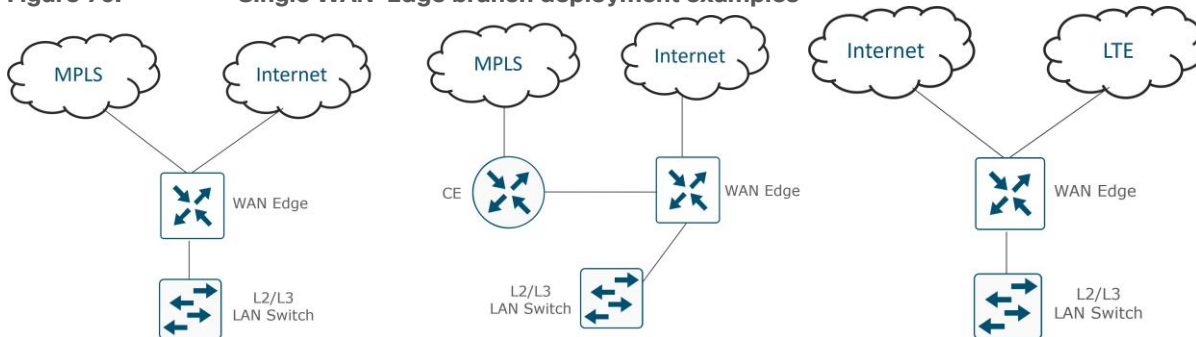 Single WAN Edge branch deployment examples
MPLS
Internet
WAN Edge
L2/L3
LAN Switch
MPLS
Internet
CE
WAN Edge
L2/L3
LAN Switch
Internet
LTE
WAN Edge
L2/L3
LAN Switch